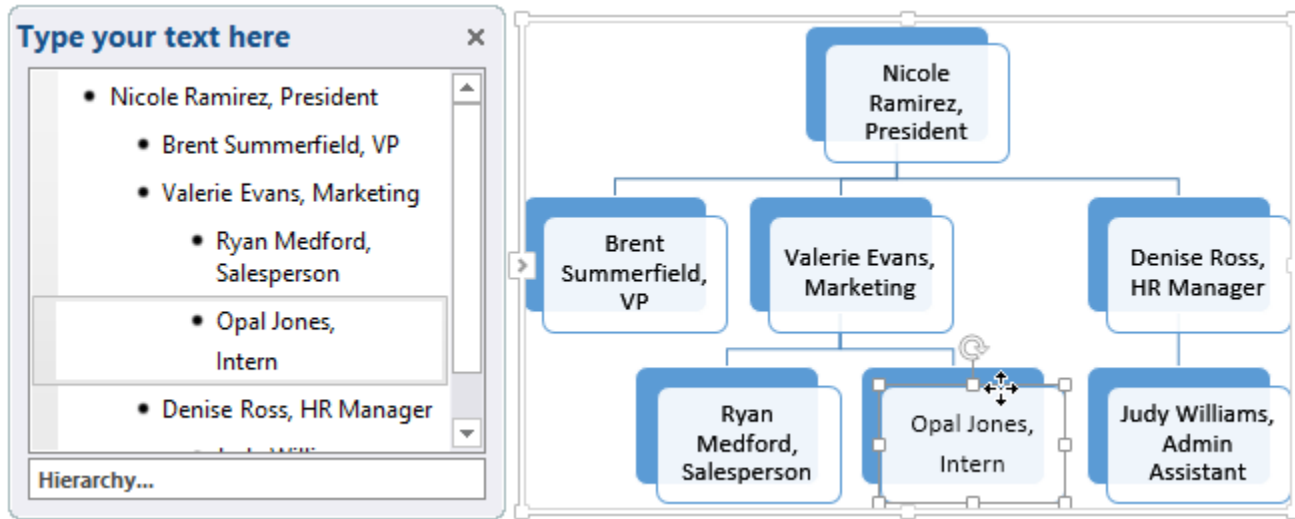 Type your text here
Nicole Ramirez, President
Brent Summerfield, VP
Valerie Evans, Marketing
Ryan Medford,
Salesperson
Opal Jones,
Intern
Denise Ross, HR Manager
Hierarchy...
Nicole
Ramirez,
President
Brent
Summerfield,
VP
Valerie Evans,
Marketing
Denise Ross,
HR Manager
Ryan
Medford,
Salesperson
Opal Jones,
Intern
Judy Williams,
Admin
Assistant